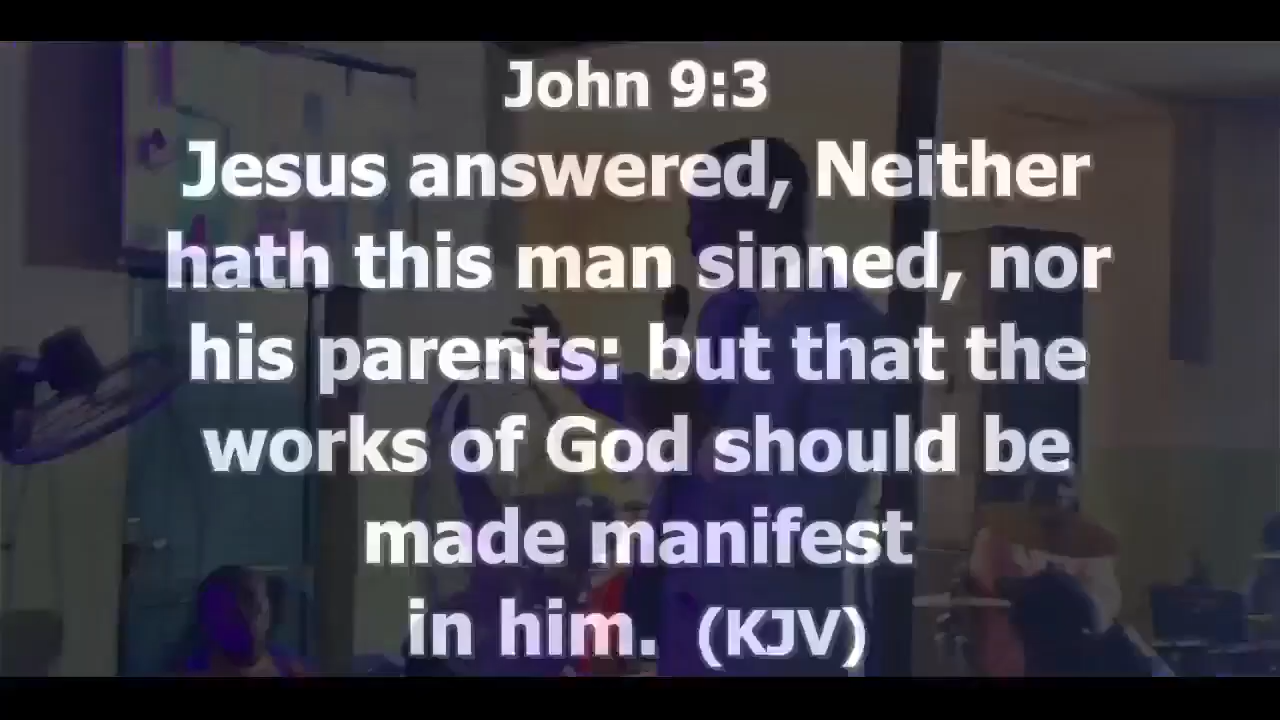 John 9:3
Jesus answered, Neither
hath this man sinned, nor
his parents: but that the
works of God should be
made manifest
in him. (KJV)